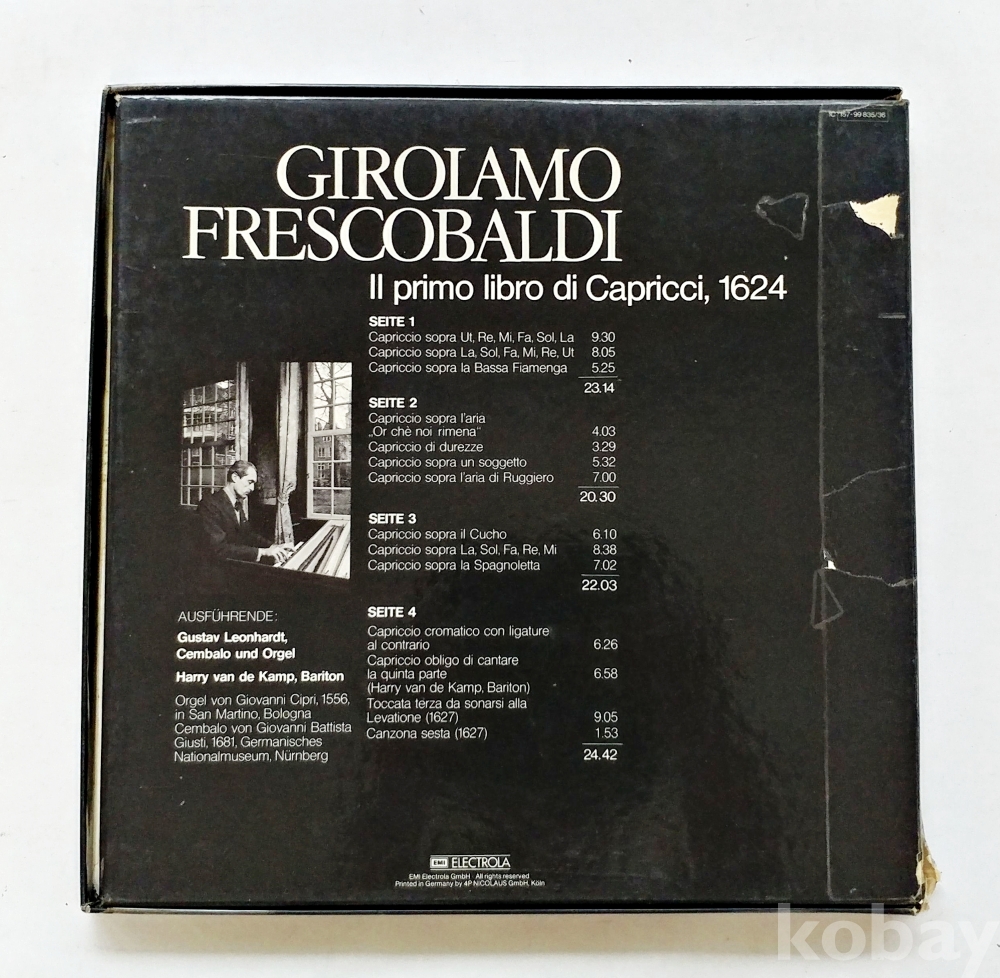 1C 157-99 835/36
GIROLAMO
FRESCOBALDI
Il primo libro di Capricci, 1624
SEITE 1
Capriccio sopra Ut, Re, Mi, Fa, Sol, La 9.30
Capriccio sopra La, Sol, Fa, Mi, Re, Ut 8.05
Capriccio sopra la Bassa Fiamenga 5.25
23.14
SEITE 2
Capriccio sopra l'aria
„Or chè noi rimena" 4.03
Capriccio di durezze 3.29
Capriccio sopra un soggetto 5.32
Capriccio sopra l'aria di Ruggiero 7.00
20.30
SEITE 3
Capriccio sopra il Cucho 6.10
Capriccio sopra La, Sol, Fa, Re, Mi 8.38
Capriccio sopra la Spagnoletta 7.02
22.03
SEITE 4
Capriccio cromatico con ligature
al contrario 6.26
Capriccio obligo di cantare
la quinta parte 6.58
(Harry van de Kamp, Bariton)
Toccata terza da sonarsi alla
Levatione (1627) 9.05
Canzona sesta (1627) 1.53
24.42
AUSFÜHRENDE:
Gustav Leonhardt,
Cembalo und Orgel
Harry van de Kamp, Bariton
Orgel von Giovanni Cipri, 1556,
in San Martino, Bologna
Cembalo von Giovanni Battista
Giusti, 1681, Germanisches
Nationalmuseum, Nürnberg
EMI ELECTROLA
EMI Electrola GmbH · All rights reserved
Printed in Germany by 4P NICOLAUS GmbH, Köln
kobay